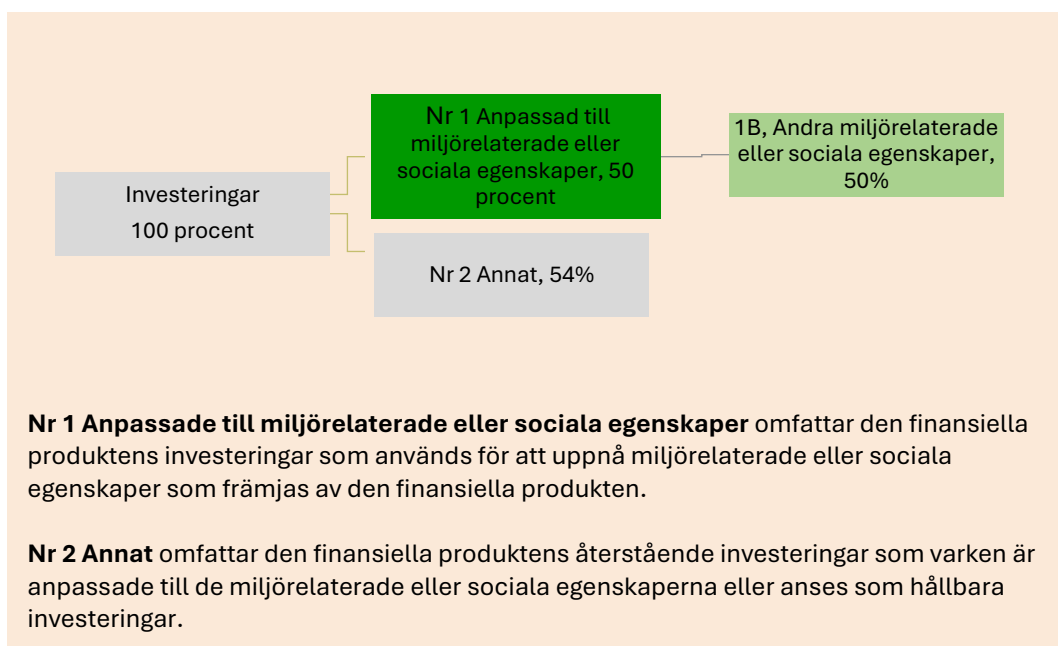 Nr 1 Anpassad till
miljörelaterade eller
sociala egenskaper, 50
procent
1B, Andra miljörelaterade
eller sociala egenskaper,
50%
Investeringar
100 procent
Nr 2 Annat, 54%
Nr 1 Anpassade till miljörelaterade eller sociala egenskaper omfattar den finansiella
produktens investeringar som används för att uppnå miljörelaterade eller sociala
egenskaper som främjas av den finansiella produkten.
Nr 2 Annat omfattar den finansiella produktens återstående investeringar som varken är
anpassade till de miljörelaterade eller sociala egenskaperna eller anses som hållbara
investeringar.